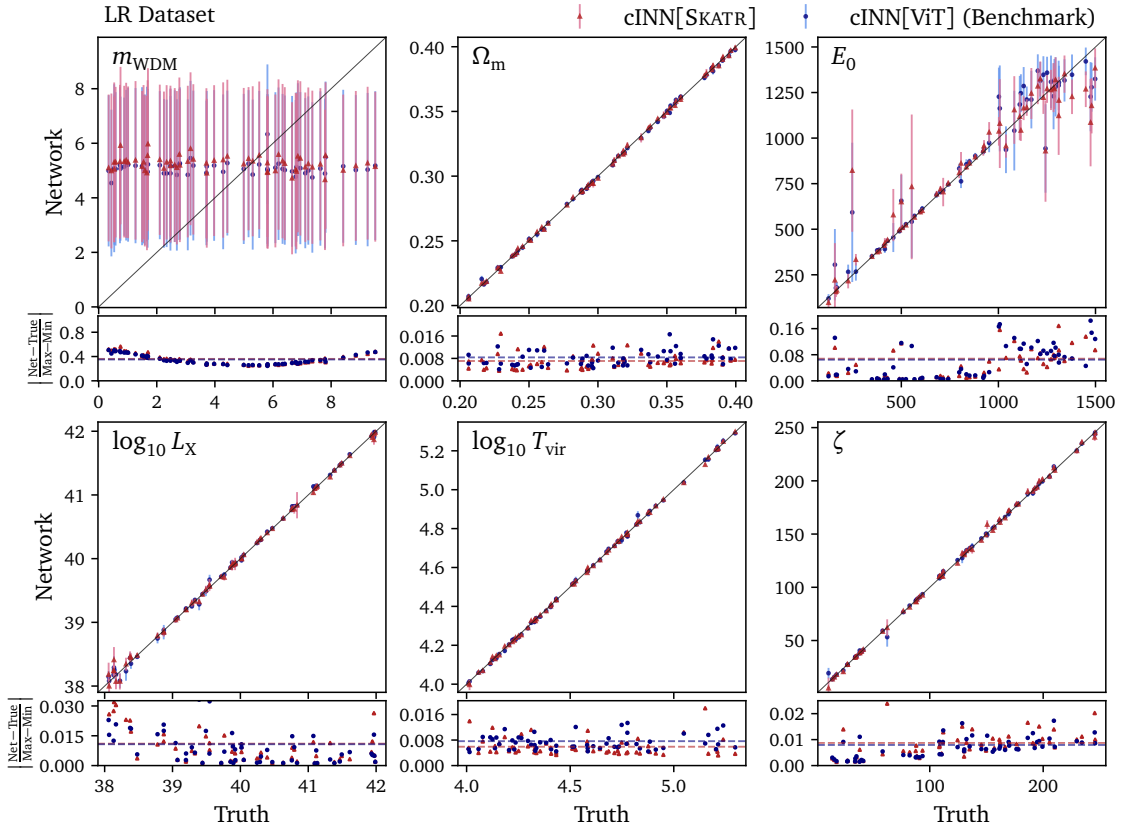 LR Dataset
cINN[SKATR]
cINN[ViT] (Benchmark)
m_WDM
Ω_m
E_0
Network
8
6
4
2
0
0.40
0.35
0.30
0.25
0.20
1500
1250
1000
750
500
250
|Net−True / Max−Min|
0.8
0.4
0.0
0.016
0.008
0.000
0.16
0.08
0.00
0 2 4 6 8
0.20 0.25 0.30 0.35 0.40
500 1000 1500
log₁₀ L_X
log₁₀ T_vir
ζ
Network
42
41
40
39
38
5.2
5.0
4.8
4.6
4.4
4.2
4.0
250
200
150
100
50
|Net−True / Max−Min|
0.030
0.015
0.000
0.016
0.008
0.000
0.02
0.01
0.00
38 39 40 41 42
4.0 4.5 5.0
100 200
Truth Truth Truth